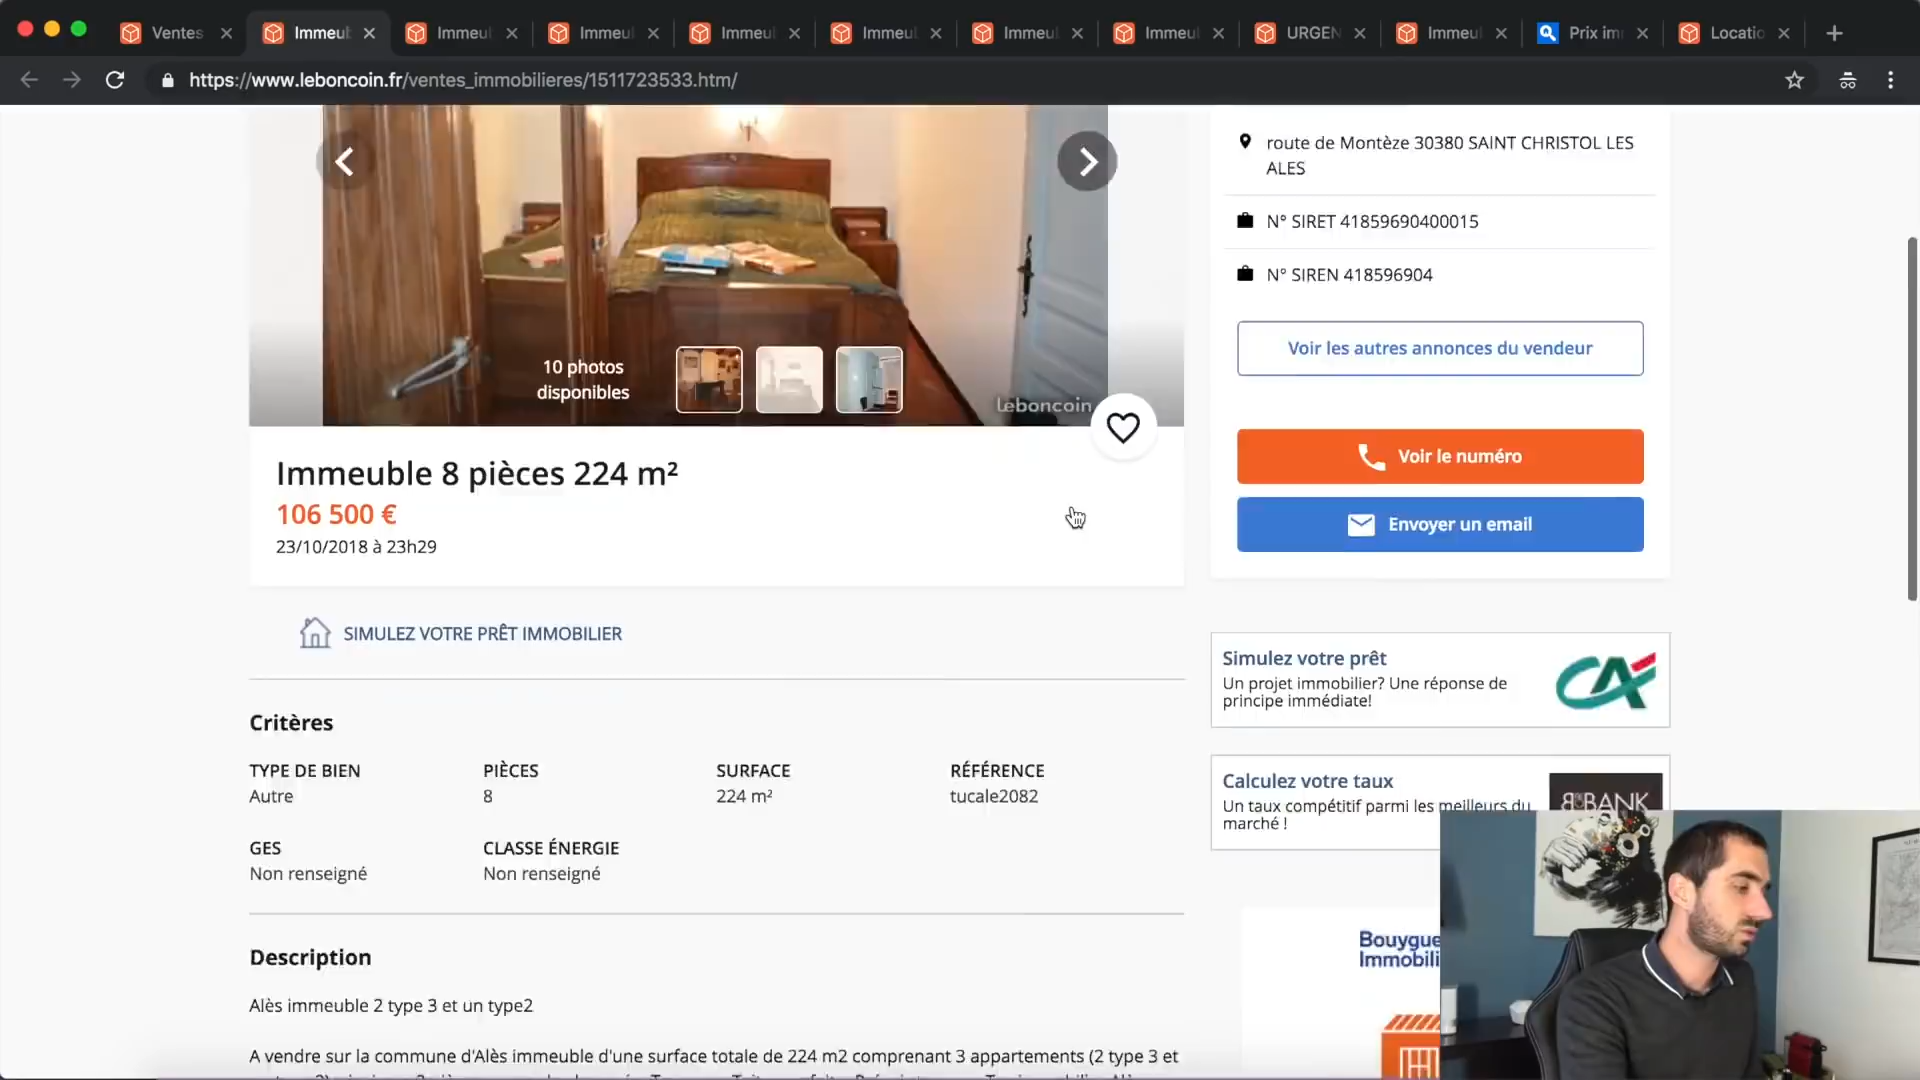 Ventes
Immeul
Immeul
Immeul
Immeul
Immeul
Immeul
Immeul
URGEN
Immeul
Prix im
Locatio
https://www.leboncoin.fr/ventes_immobilieres/1511723533.htm/
10 photos
disponibles
leboncoin
Immeuble 8 pièces 224 m²
106 500 €
23/10/2018 à 23h29
SIMULEZ VOTRE PRÊT IMMOBILIER
Critères
TYPE DE BIEN
Autre
PIÈCES
8
SURFACE
224 m²
RÉFÉRENCE
tucale2082
GES
Non renseigné
CLASSE ÉNERGIE
Non renseigné
Description
Alès immeuble 2 type 3 et un type2
A vendre sur la commune d'Alès immeuble d'une surface totale de 224 m2 comprenant 3 appartements (2 type 3 et
route de Montèze 30380 SAINT CHRISTOL LES
ALES
N° SIRET 41859690400015
N° SIREN 418596904
Voir les autres annonces du vendeur
Voir le numéro
Envoyer un email
Simulez votre prêt
Un projet immobilier? Une réponse de
principe immédiate!
CA
Calculez votre taux
Un taux compétitif parmi les meilleurs du
marché !
BANK
Bouygue
Immobili